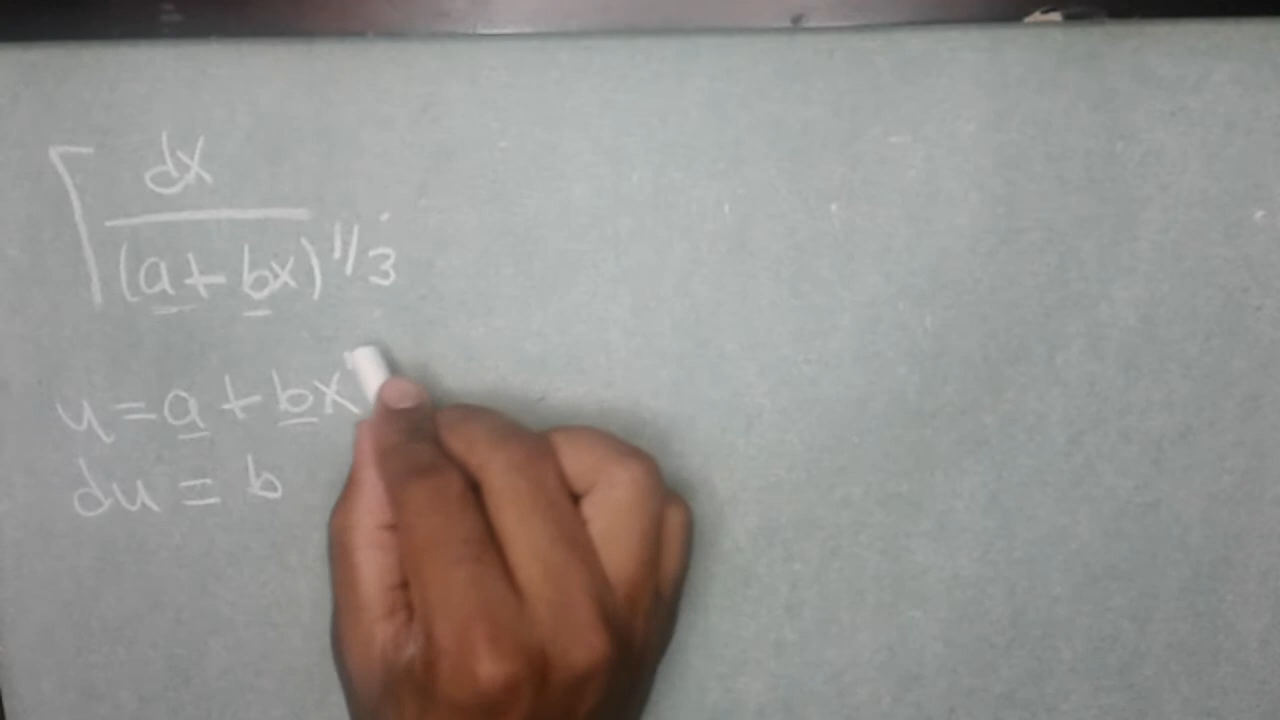 ∫ dx
(a + bx)^1/3
u = a + bx
du = b